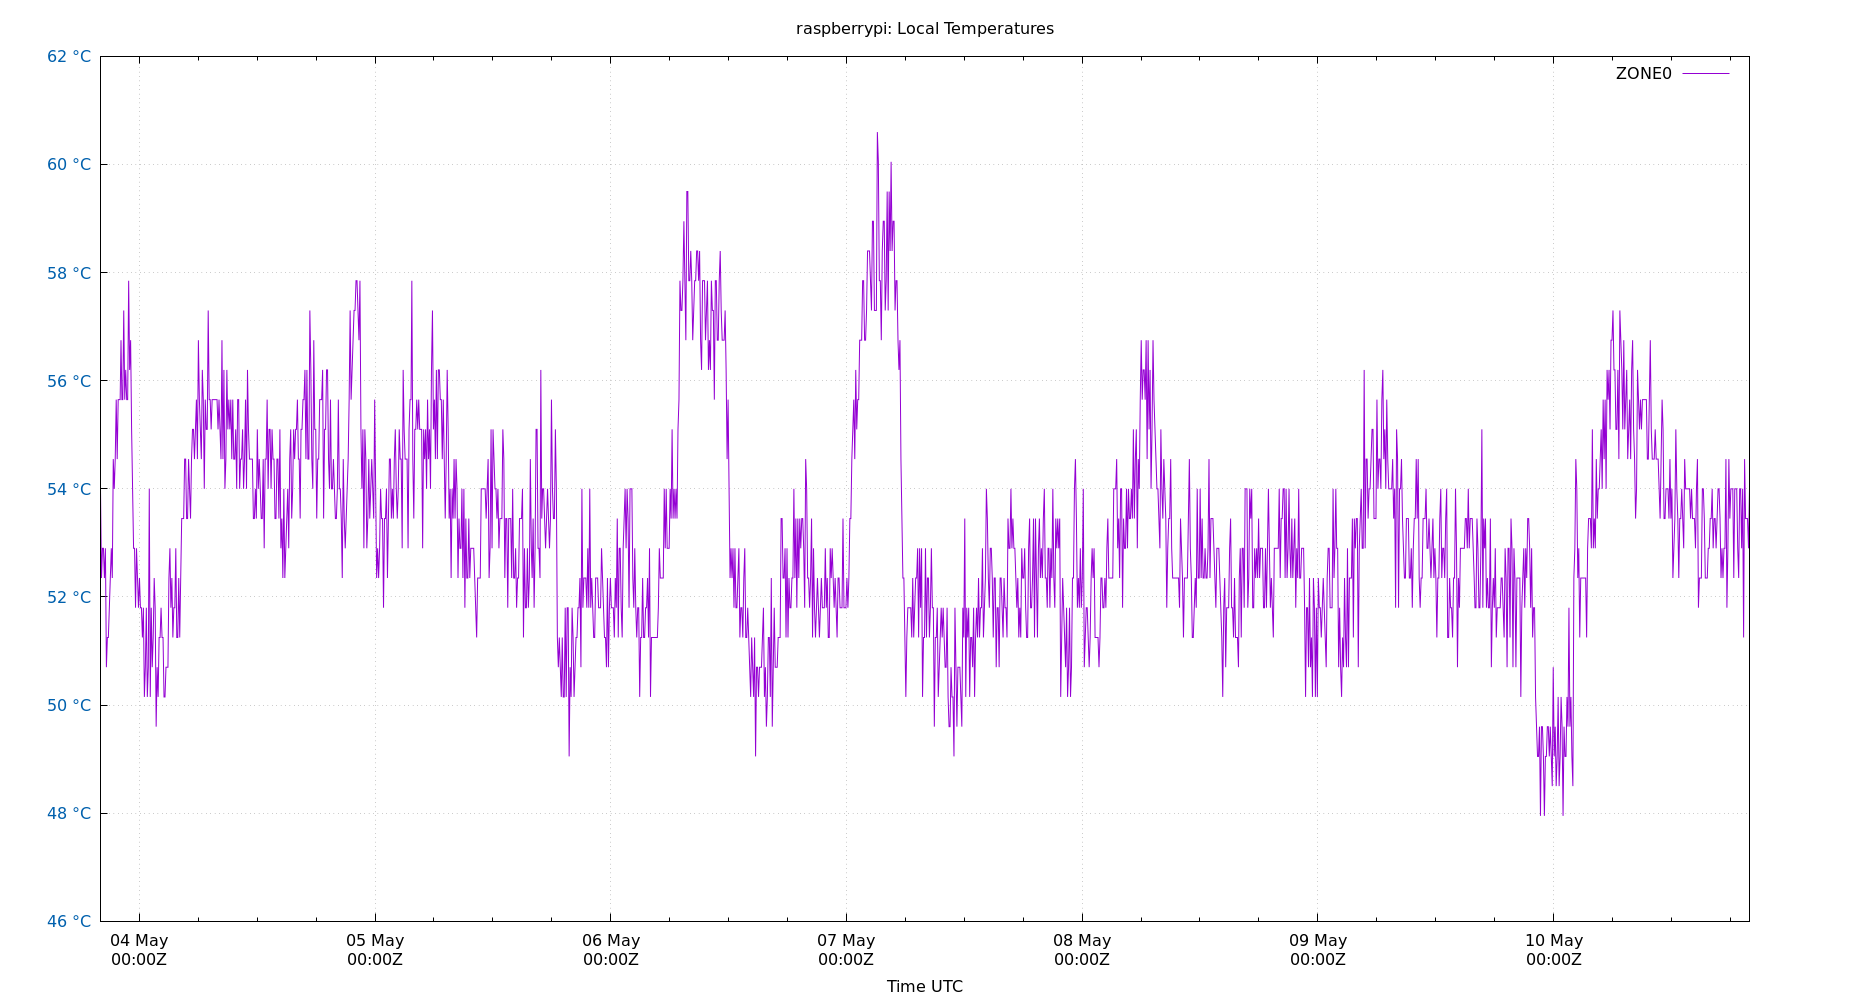 raspberrypi: Local Temperatures
62 °C
ZONE0
60 °C
58 °C
56 °C
54 °C
52 °C
50 °C
48 °C
46 °C
04 May 05 May 06 May 07 May 08 May 09 May 10 May
00:00Z 00:00Z 00:00Z 00:00Z 00:00Z 00:00Z 00:00Z
Time UTC